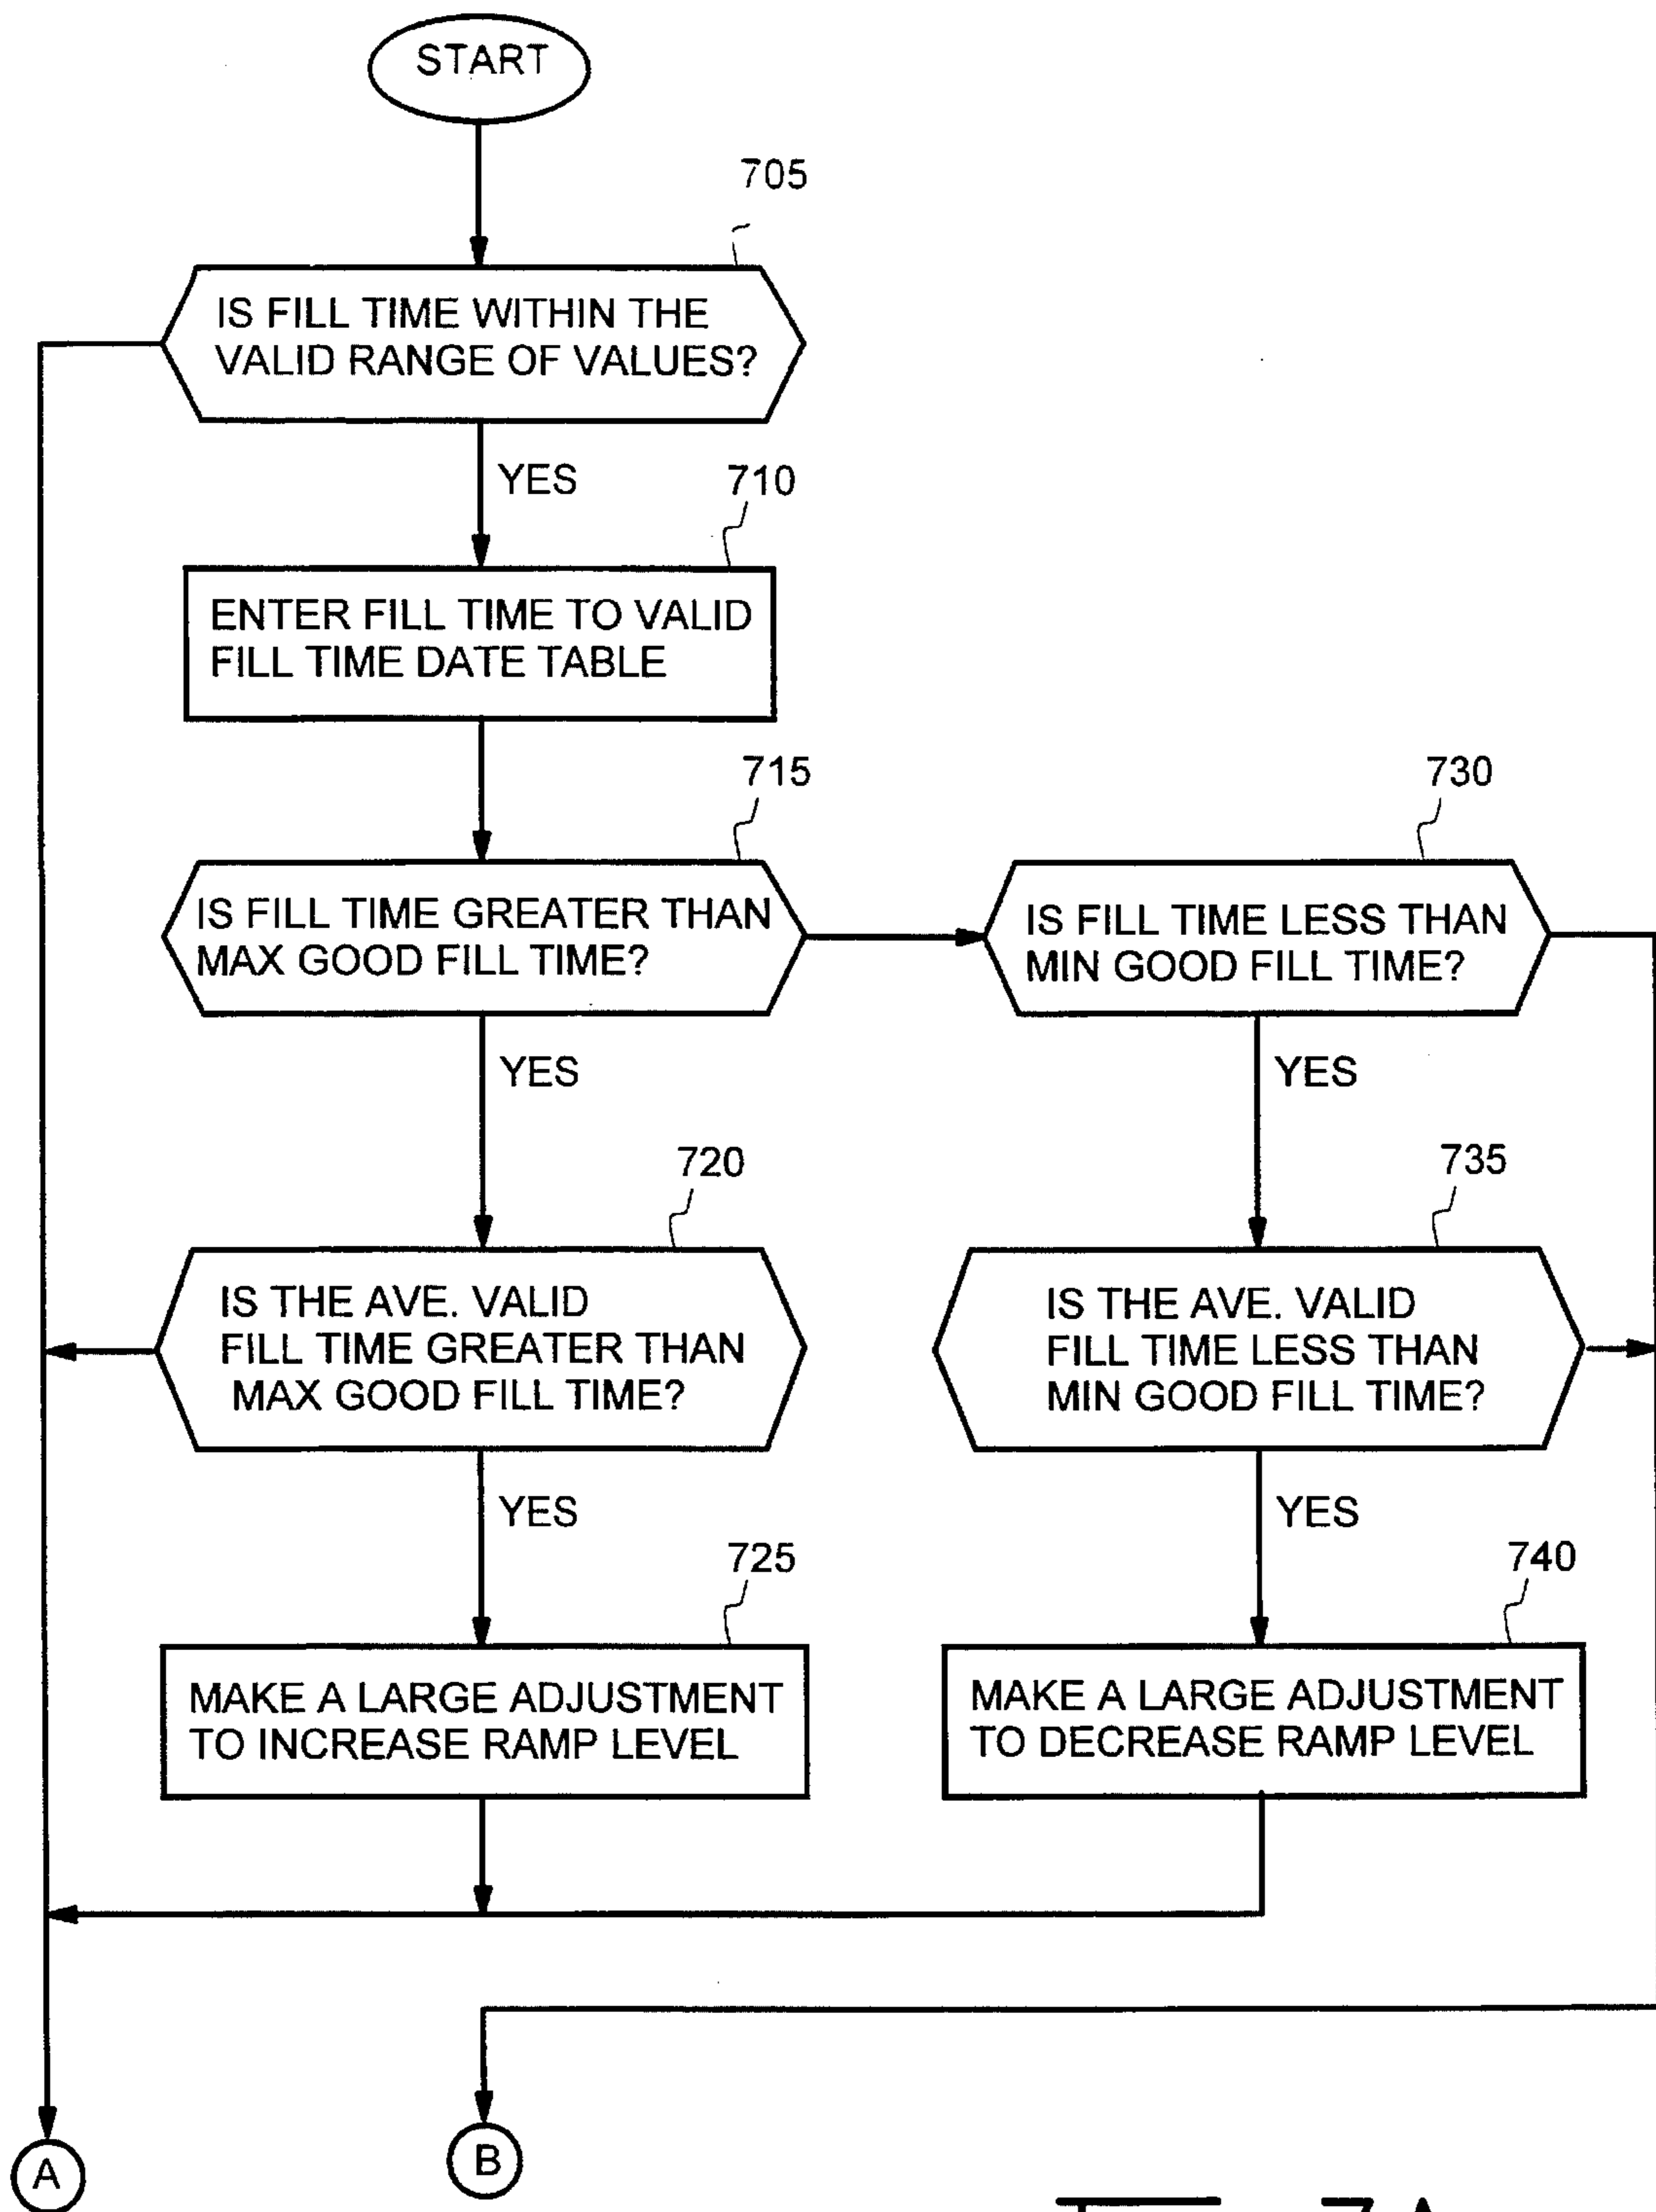 START
705
IS FILL TIME WITHIN THE
VALID RANGE OF VALUES?
YES
710
ENTER FILL TIME TO VALID
FILL TIME DATE TABLE
715
730
IS FILL TIME GREATER THAN
MAX GOOD FILL TIME?
IS FILL TIME LESS THAN
MIN GOOD FILL TIME?
YES
YES
720
735
IS THE AVE. VALID
FILL TIME GREATER THAN
MAX GOOD FILL TIME?
IS THE AVE. VALID
FILL TIME LESS THAN
MIN GOOD FILL TIME?
YES
YES
725
740
MAKE A LARGE ADJUSTMENT
TO INCREASE RAMP LEVEL
MAKE A LARGE ADJUSTMENT
TO DECREASE RAMP LEVEL
A
B